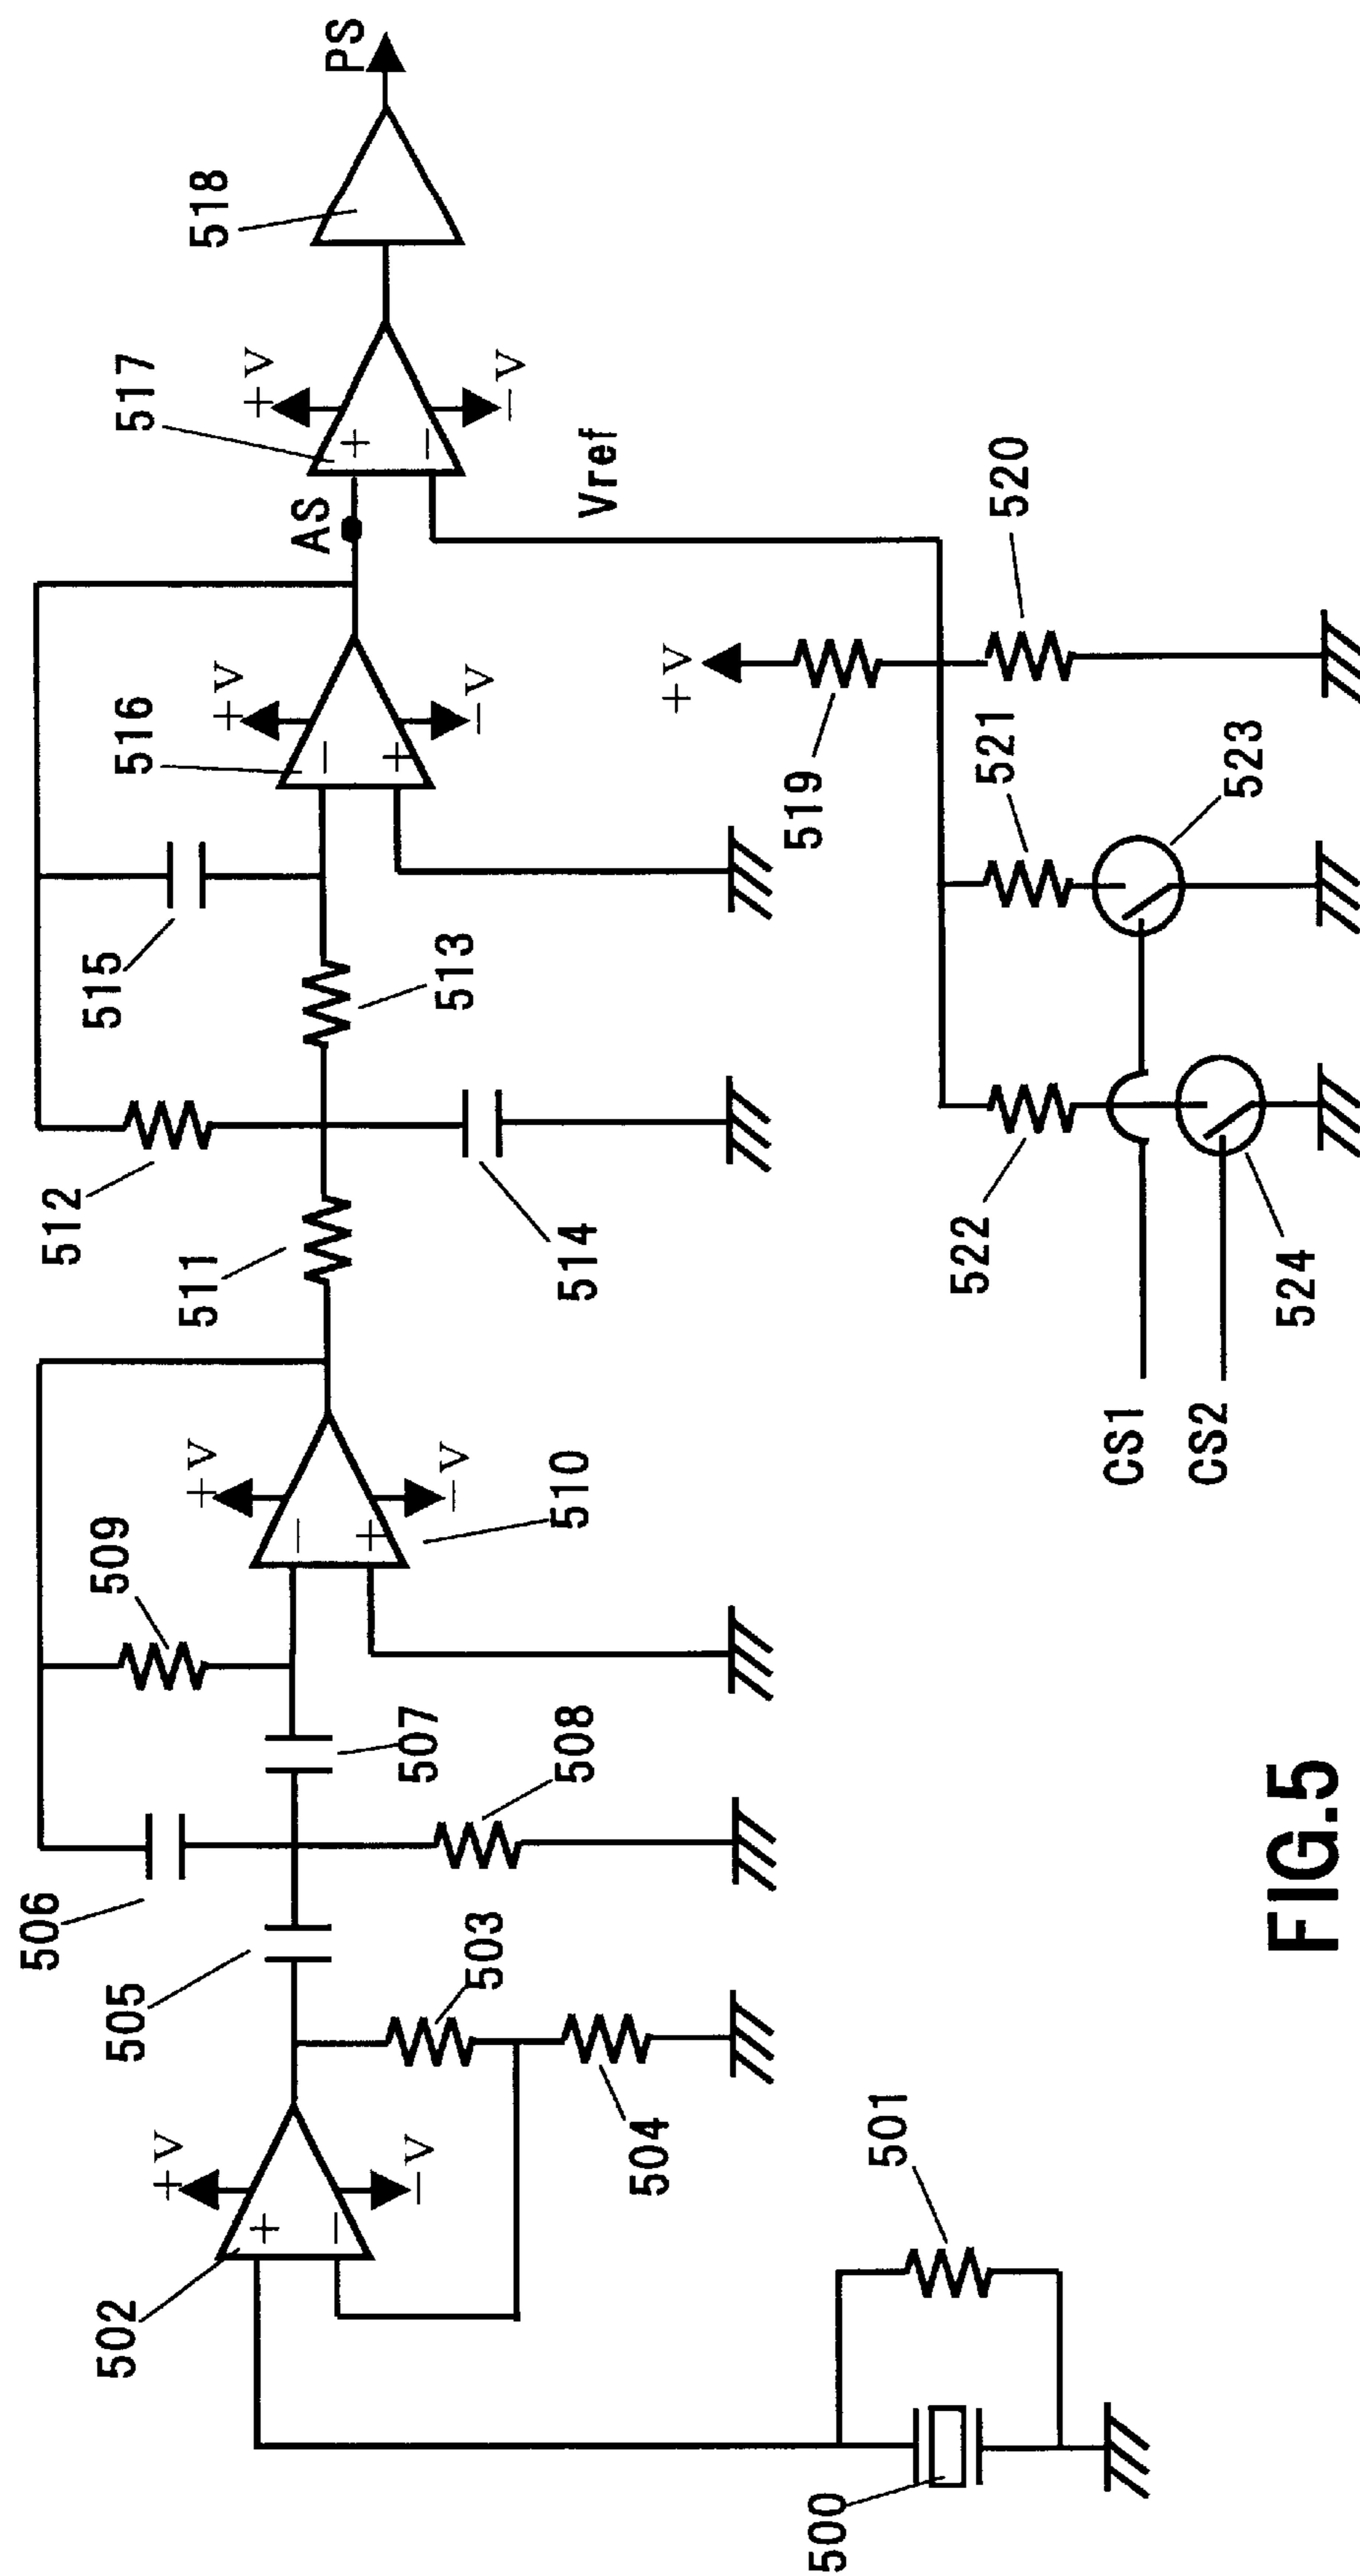 PS
518
517
+V
-V
AS
Vref
516
+V
-V
515
513
512
511
514
+V
519
520
521
523
522
524
CS1
CS2
510
+V
-V
509
507
508
506
505
503
504
502
+V
-V
501
500
+
-
-
+
-
+
+
-
FIG.5